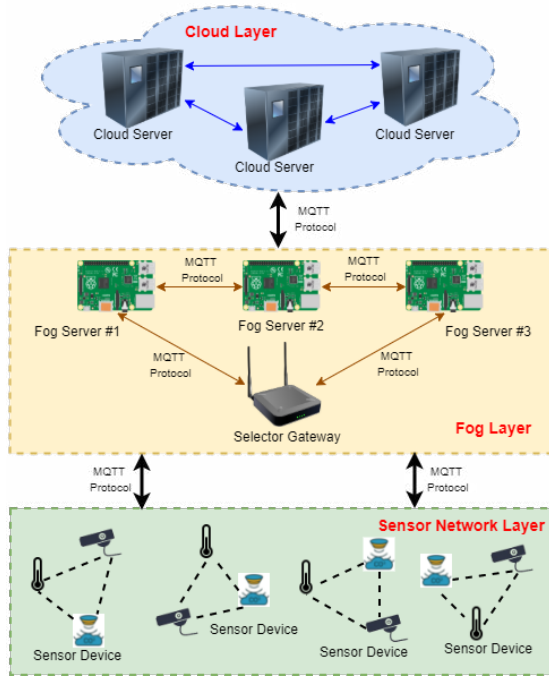 Cloud Layer
Cloud Server
Cloud Server
Cloud Server
MQTT
Protocol
MQTT
Protocol
MQTT
Protocol
Fog Server #1
Fog Server #2
Fog Server #3
MQTT
Protocol
MQTT
Protocol
Selector Gateway
Fog Layer
MQTT
Protocol
MQTT
Protocol
Sensor Network Layer
Sensor Device
Sensor Device
Sensor Device
Sensor Device